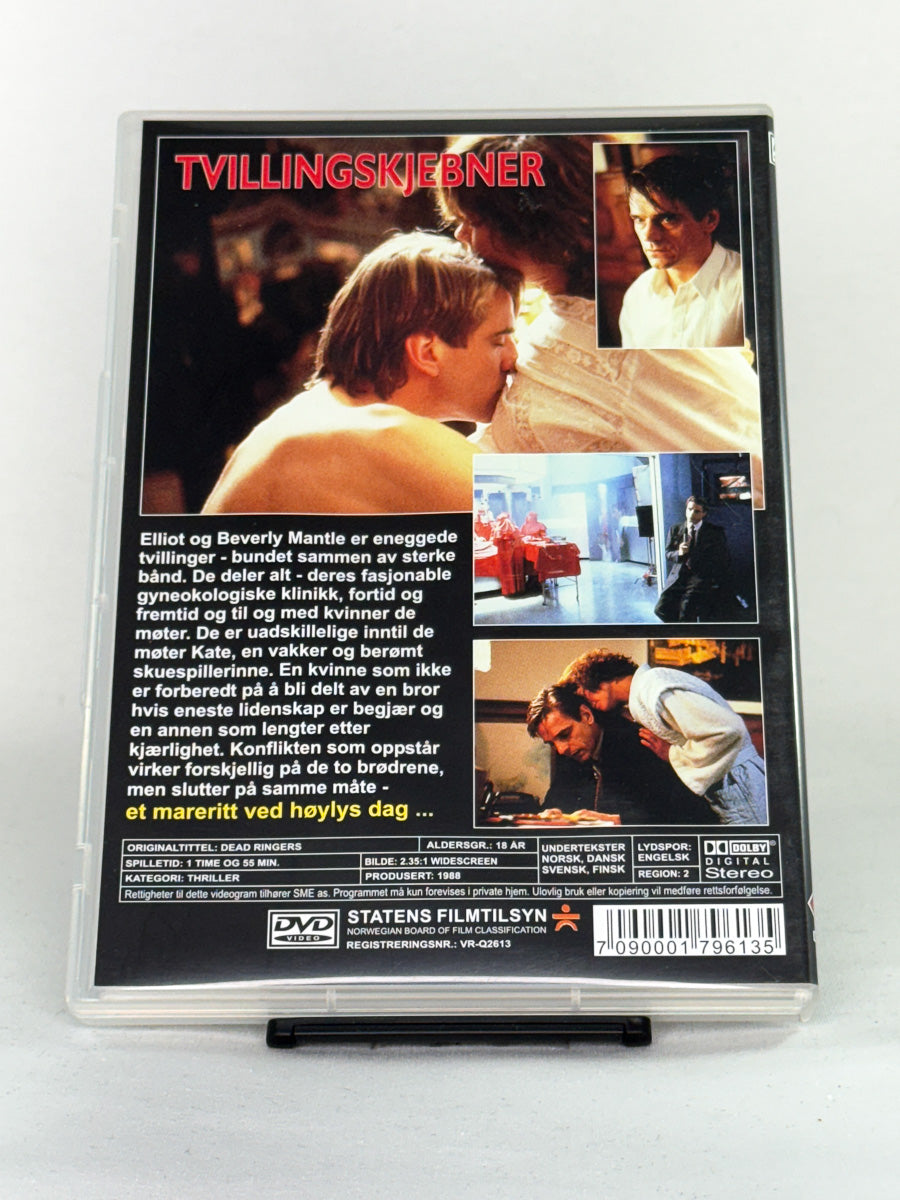 TVILLINGSKJEBNER
Elliot og Beverly Mantle er eneggede
tvillinger - bundet sammen av sterke
bånd. De deler alt - deres fasjonable
gyneokologiske klinikk, fortid og
fremtid og til og med kvinner de
møter. De er uadskillelige inntil de
møter Kate, en vakker og berømt
skuespillerinne. En kvinne som ikke
er forberedt på å bli delt av en bror
hvis eneste lidenskap er begjær og
en annen som lengter etter
kjærlighet. Konflikten som oppstår
virker forskjellig på de to brødrene,
men slutter på samme måte -
et mareritt ved høylys dag ...
ORIGINALTITTEL: DEAD RINGERS
ALDERSGR.: 18 ÅR
SPILLETID: 1 TIME OG 55 MIN.
BILDE: 2.35:1 WIDESCREEN
KATEGORI: THRILLER
PRODUSERT: 1988
UNDERTEKSTER
NORSK, DANSK
SVENSK, FINSK
LYDSPOR:
ENGELSK
REGION: 2
DOLBY
DIGITAL
Stereo
Rettigheter til dette videogram tilhører SME as. Programmet må kun forevises i private hjem. Ulovlig bruk eller kopiering vil medføre rettsforfølgelse.
DVD
VIDEO
STATENS FILMTILSYN
NORWEGIAN BOARD OF FILM CLASSIFICATION
REGISTRERINGSNR.: VR-Q2613
7 090001 796135